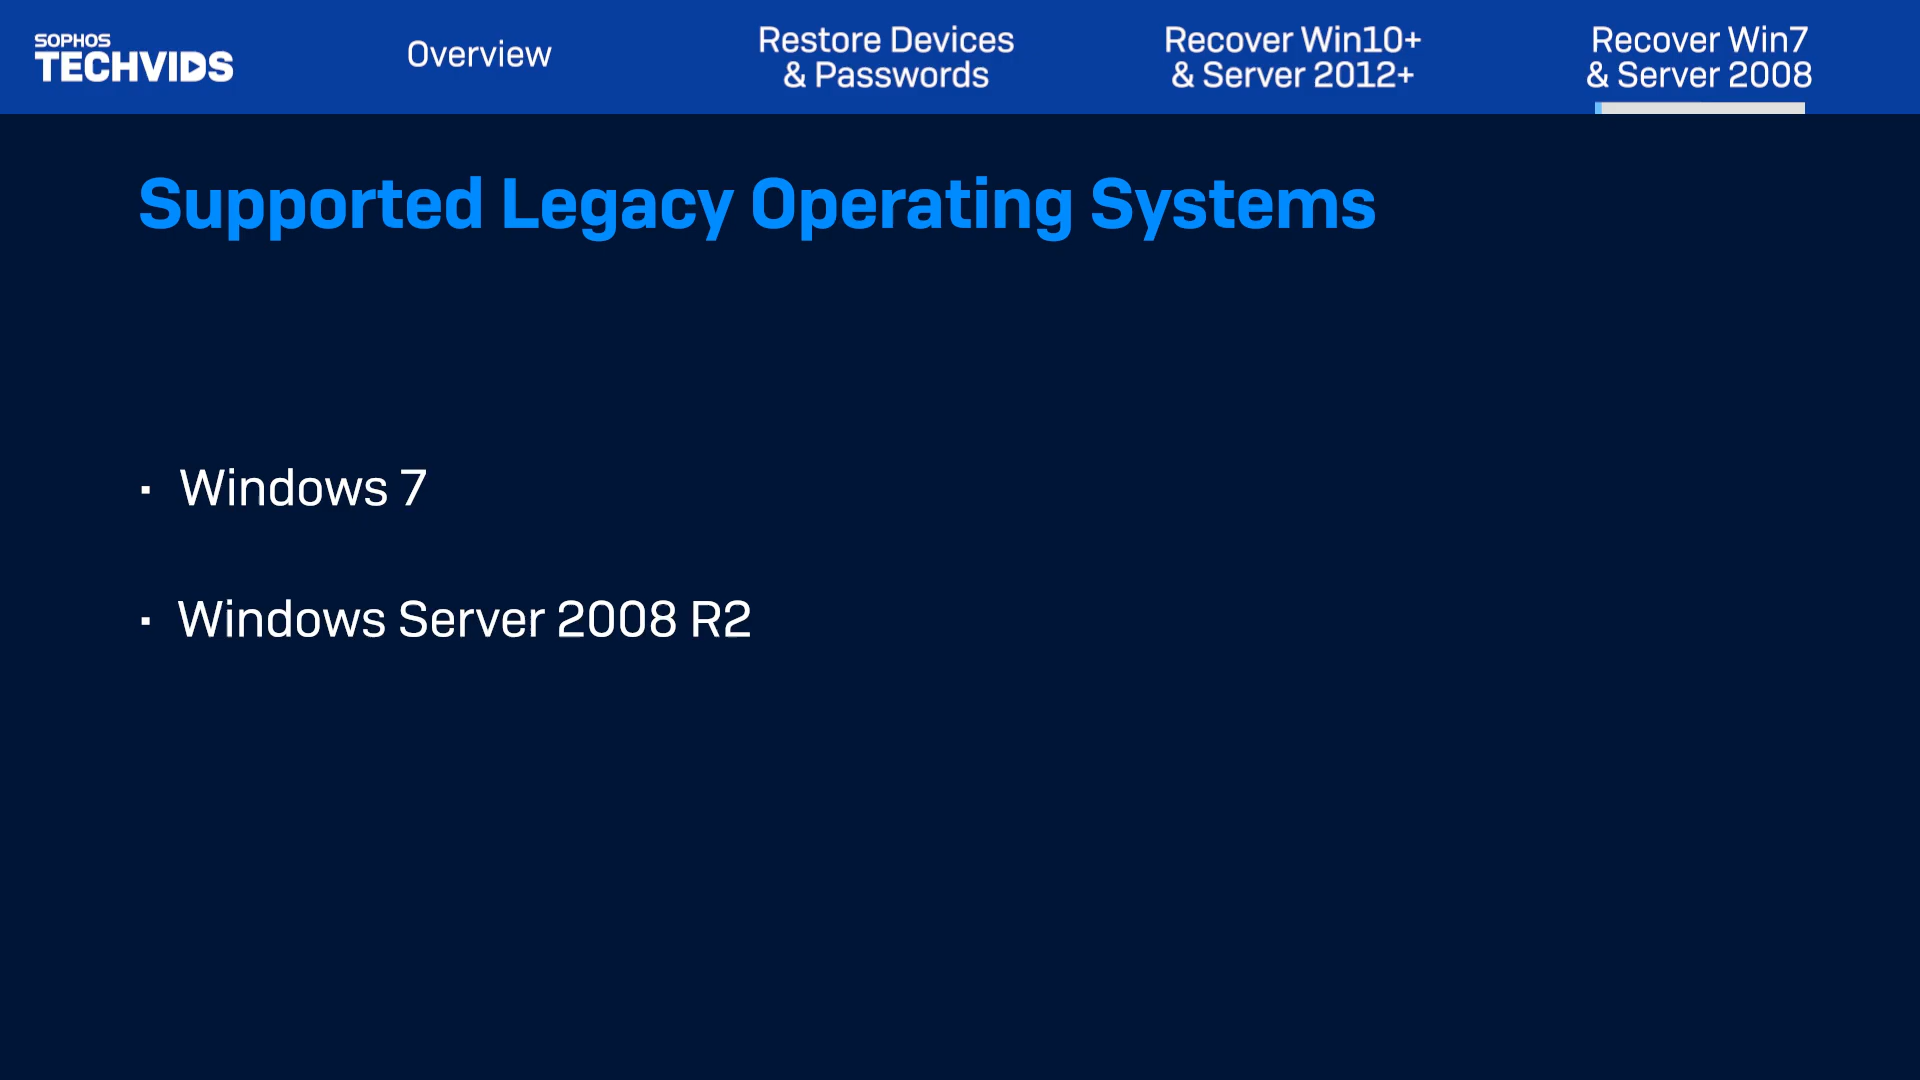 SOPHOS
TECHVIDS
Overview
Restore Devices
& Passwords
Recover Win10+
& Server 2012+
Recover Win7
& Server 2008
Supported Legacy Operating Systems
▪ Windows 7
▪ Windows Server 2008 R2